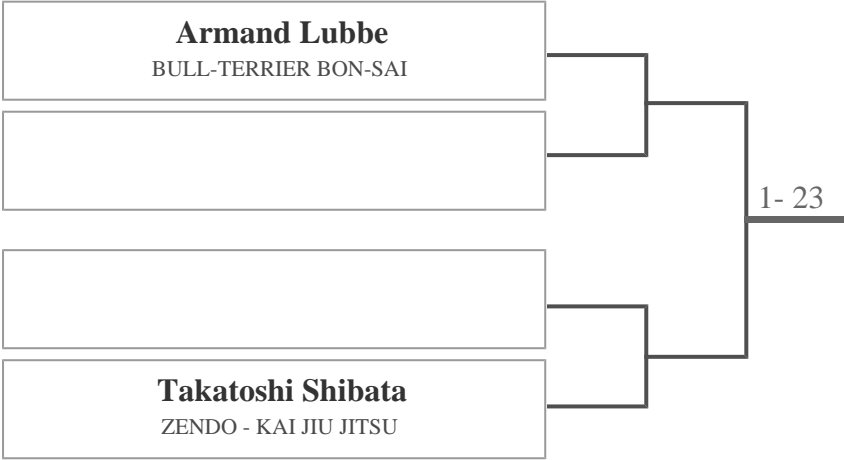 Armand Lubbe
BULL-TERRIER BON-SAI
1- 23
Takatoshi Shibata
ZENDO - KAI JIU JITSU